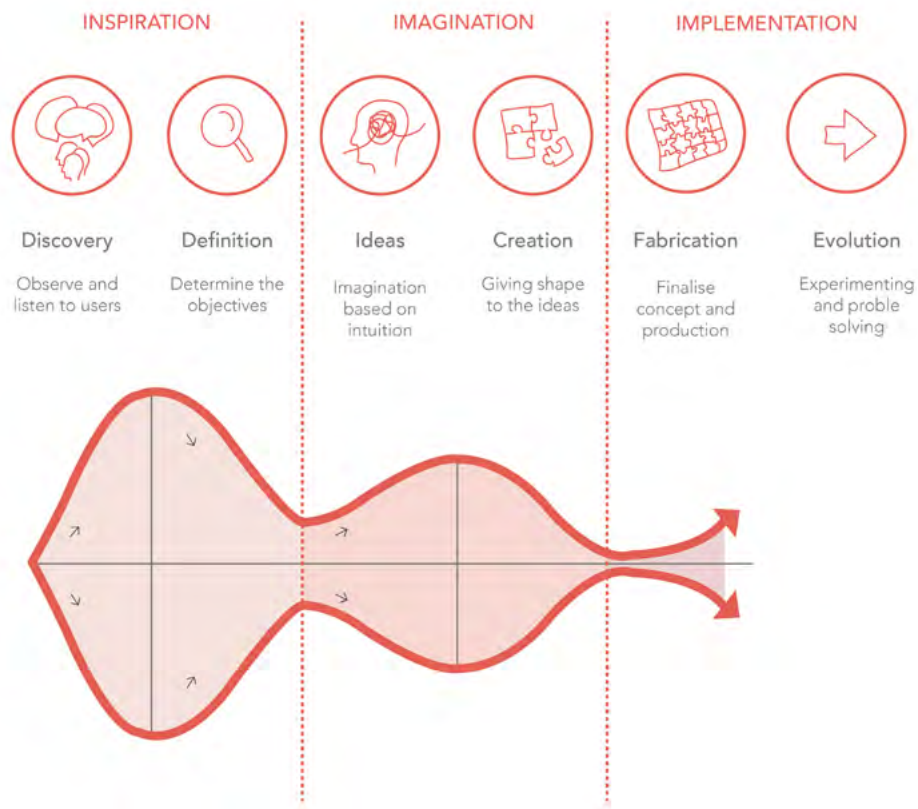 INSPIRATION
IMAGINATION
IMPLEMENTATION
Discovery
Observe and
listen to users
Definition
Determine the
objectives
Ideas
Imagination
based on
intuition
Creation
Giving shape
to the ideas
Fabrication
Finalise
concept and
production
Evolution
Experimenting
and proble
solving